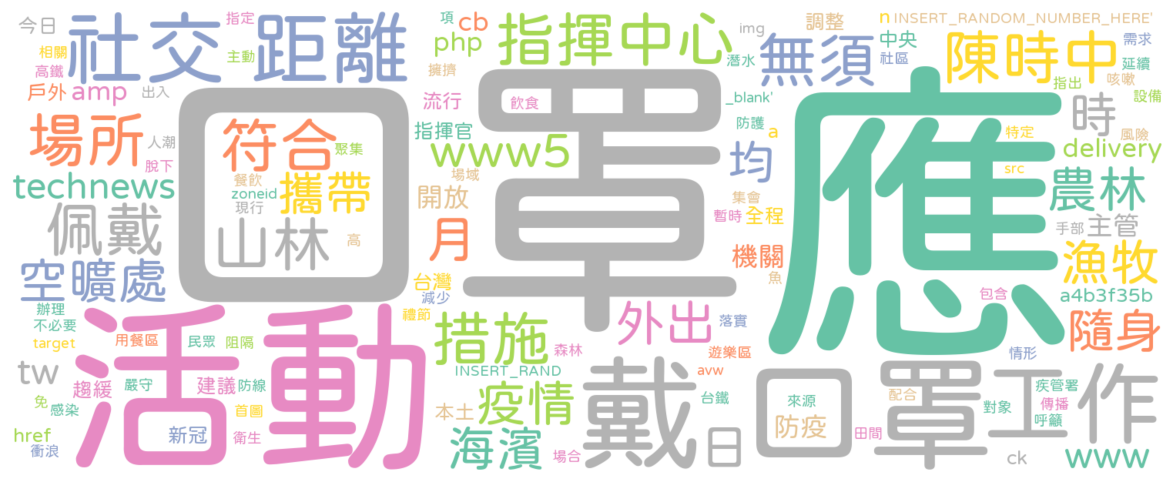 今日
指定
項
cb
指揮中心
img
調整
n
INSERT_RANDOM_NUMBER_HERE'
相關
社交
距離
主動
php
擁擠
潛水
無須
中央
社區
陳時中
需求
延續
高鐵
戶外
amp
出入
流行
飲食
_blank'
應
指出
咳嗽
設備
口罩
場所
人潮
符合
聚集
指揮官
www5
防護
a
時
特定
風險
脫下
technews
餐飲
zoneid
現行
攜帶
場域
開放
均
集會
暫時
全程
src
delivery
農林
佩戴
山林
高
月
機關
手部
主管
空曠處
台灣
減少
魚
漁牧
包含
a4b3f35b
辦理
不必要
target
活動
用餐區
民眾
阻隔
禮節
措施
森林
外出
落實
遊樂區
隨身
情形
INSERT_RAND
avw
tw
趨緩
嚴守
建議
防線
免
感染
首圖
本土
疫情
戴
台鐵
口罩
來源
防疫
配合
對象
工作
疾管署
傳播
呼籲
href
衝浪
新冠
衛生
海濱
場合
日
田間
ck
www